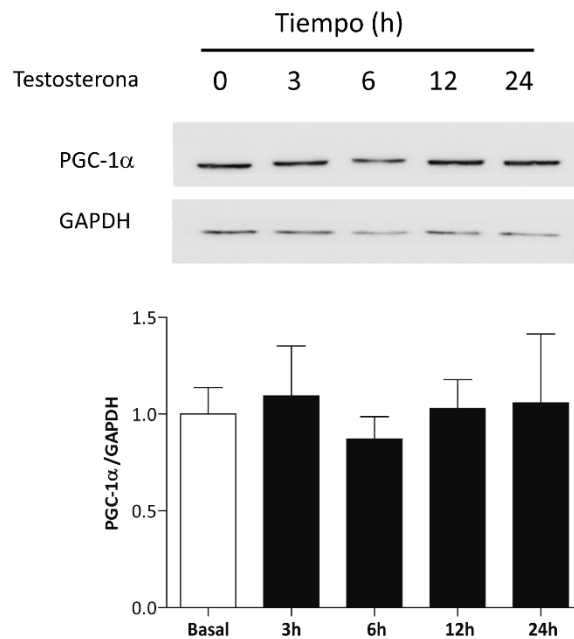 Tiempo (h)
Testosterona 0 3 6 12 24
PGC-1α
GAPDH
1.5
1.0
0.5
0.0
PGC-1α/GAPDH
Basal 3h 6h 12h 24h